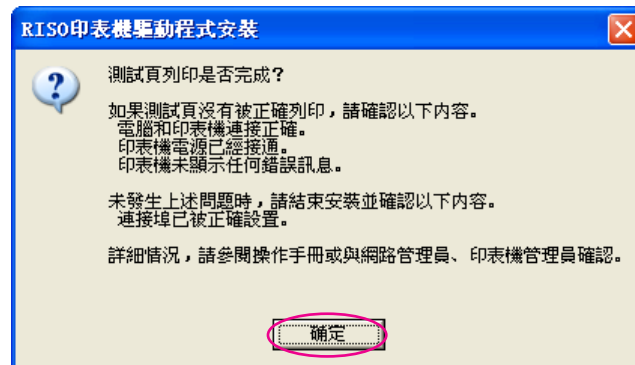 RISO印表機驅動程式安裝
測試頁列印是否完成？
如果測試頁沒有被正確列印，請確認以下內容。
電腦和印表機連接正確。
印表機電源已經接通。
印表機未顯示任何錯誤訊息。
未發生上述問題時，請結束安裝並確認以下內容。
連接埠已被正確設置。
詳細情況，請參閱操作手冊或與網路管理員、印表機管理員確認。
确定